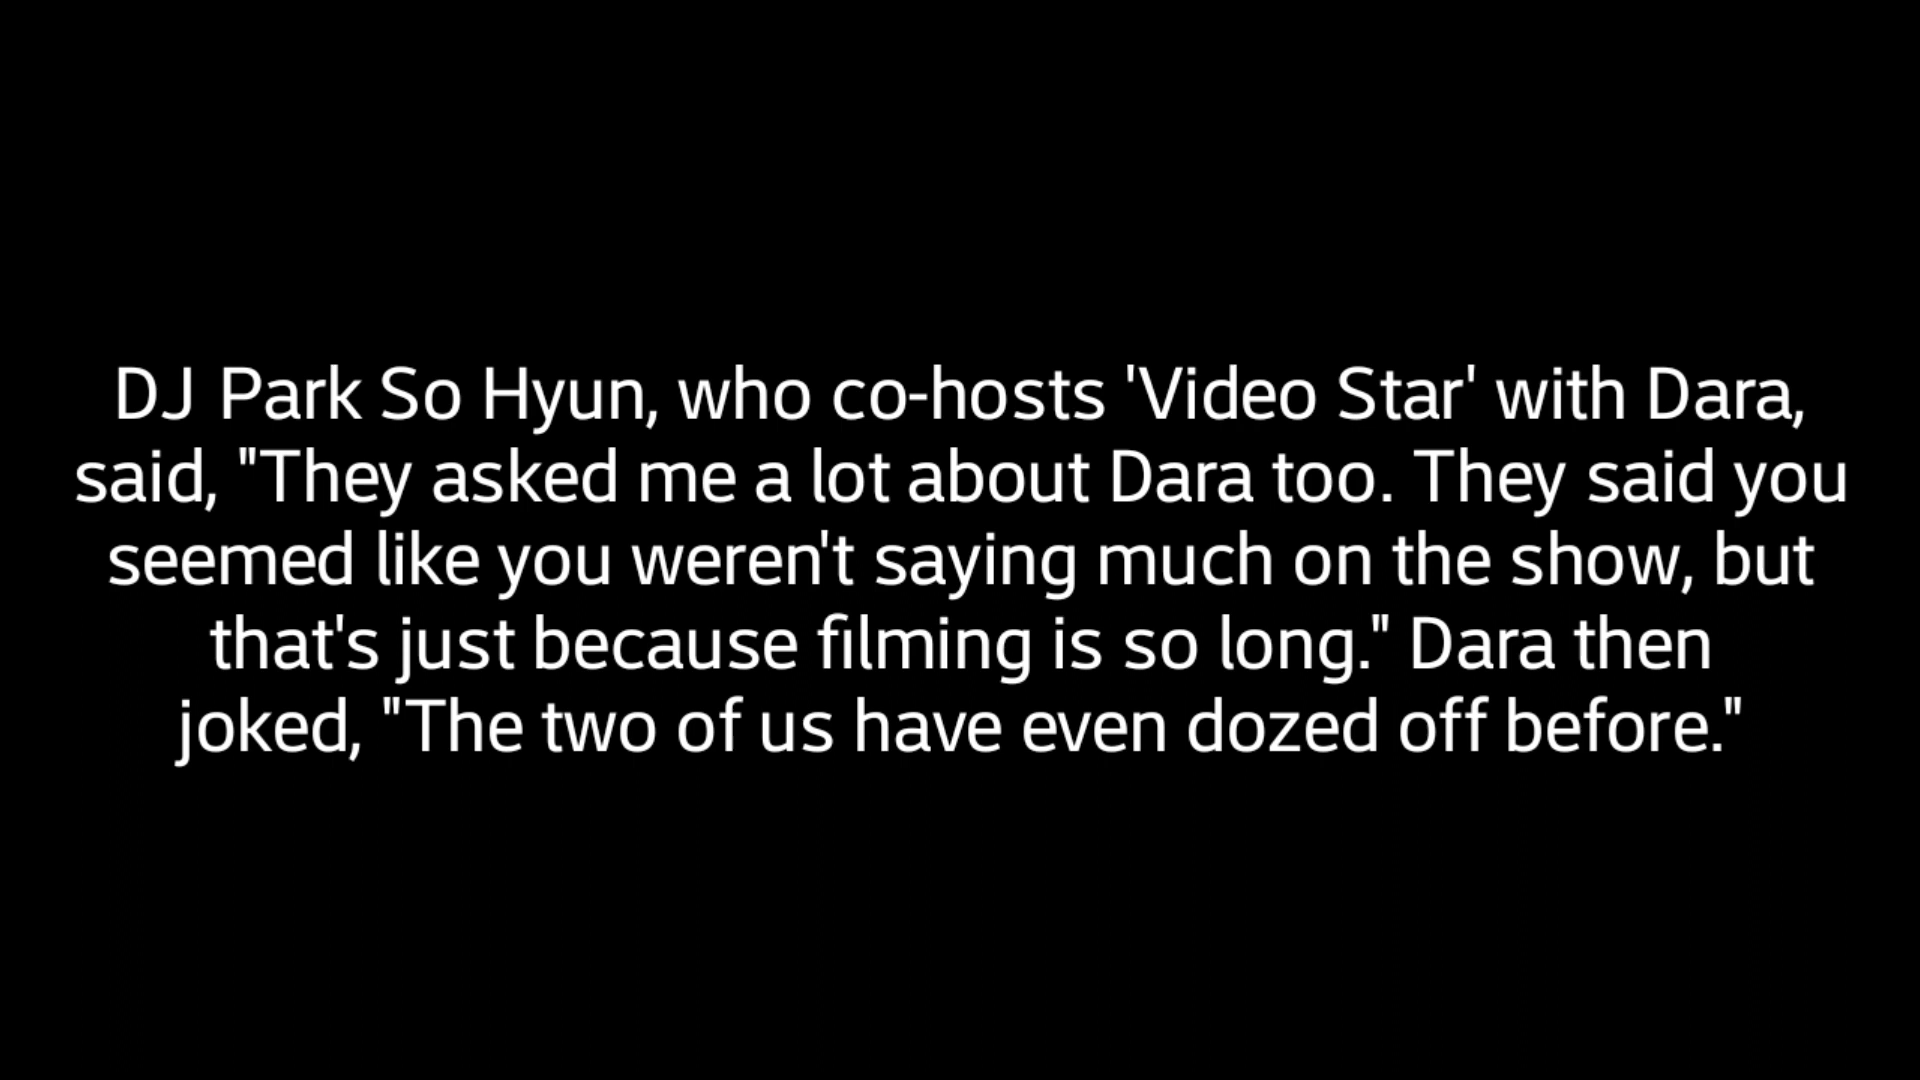 DJ Park So Hyun, who co-hosts 'Video Star' with Dara,
said, "They asked me a lot about Dara too. They said you
seemed like you weren't saying much on the show, but
that's just because filming is so long." Dara then
joked, "The two of us have even dozed off before."